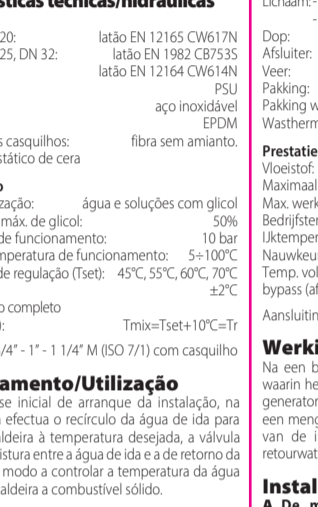 técnicas/hidráulicas
20: latão EN 12165 CW617N
25, DN 32: latão EN 1982 CB753S
latão EN 12164 CW614N
PSU
aço inoxidável
EPDM
s casquilhos: fibra sem amianto.
stático de cera
o
zação: água e soluções com glicol
máx. de glicol: 50%
de funcionamento: 10 bar
mperatura de funcionamento: 5÷100°C
de regulação (Tset): 45°C, 55°C, 60°C, 70°C
±2°C
o completo
): Tmix=Tset+10°C=Tr
3/4" - 1" - 1 1/4" M (ISO 7/1) com casquilho
amento/Utilização
se inicial de arranque da instalação, na
efectua o recírculo da água de ida para
ldeira à temperatura desejada, a válvula
istura entre a água de ida e a de retorno da
modo a controlar a temperatura da água
aldeira a combustível sólido.
Lichaam: -
-
Dop:
Afsluiter:
Veer:
Pakking:
Pakking w
Wastherm
Prestatie
Vloeistof:
Maximaal
Max. werk
Bedrijfster
IJktemper
Nauwkeur
Temp. vol
bypass (af
Aansluitin
Werki
Na een b
waarin he
generator
een meng
van de i
retourwat
Instal
A. De m